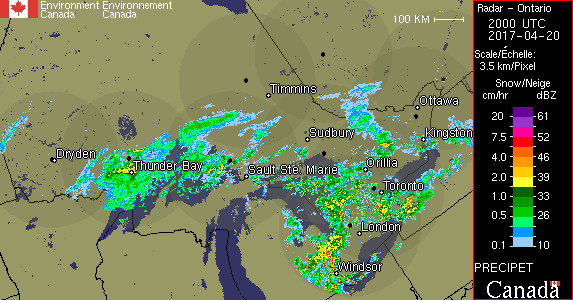 Environment Environnement
Canada Canada
100 KM
Timmins
Ottawa
Sudbury
Kingston
Dryden
Thunder Bay
Sault Ste. Marie
Orillia
Toronto
London
Windsor
Radar - Ontario
2000 UTC
2017-04-20
Scale/Échelle:
3.5 km/Pixel
Snow/Neige
cm/hr dBZ
20 61
7.5 52
4.0 46
2.0 39
1.0 33
0.5 26
0.1 10
PRECIPET
Canada